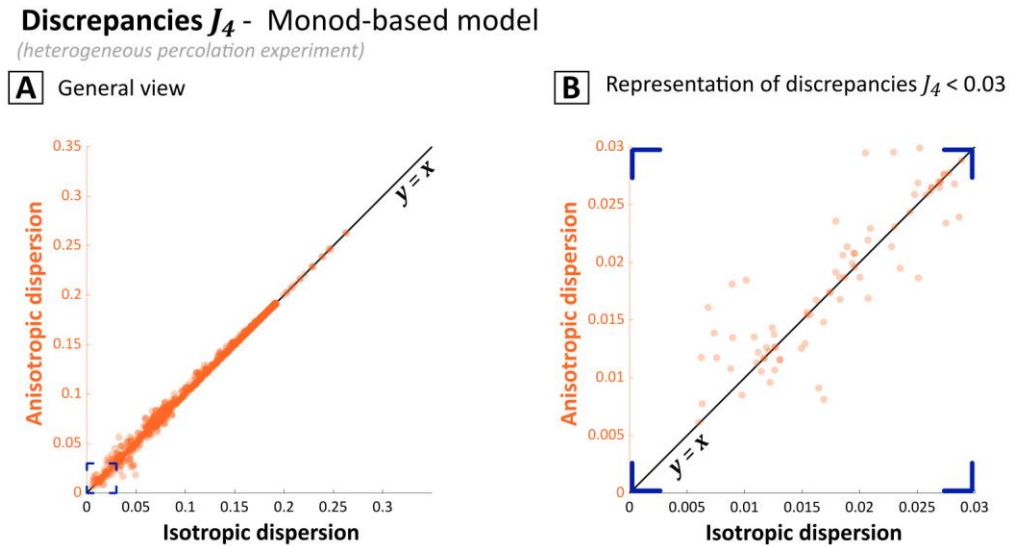 Discrepancies J4 - Monod-based model
(heterogeneous percolation experiment)
A General view
0.35
0.3
0.25
0.2
0.15
0.1
0.05
0
Anisotropic dispersion
y = x
0 0.05 0.1 0.15 0.2 0.25 0.3
Isotropic dispersion
B Representation of discrepancies J4 < 0.03
0.03
0.025
0.02
0.015
0.01
0.005
0
Anisotropic dispersion
y = x
0 0.005 0.01 0.015 0.02 0.025 0.03
Isotropic dispersion